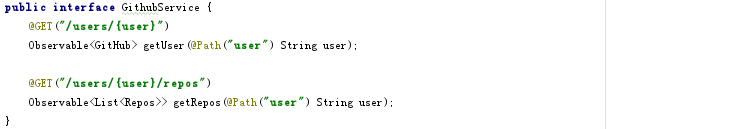 public interface GithubService {
    @GET("/users/{user}")
    Observable<GitHub> getUser(@Path("user") String user);

    @GET("/users/{user}/repos")
    Observable<List<Repos>> getRepos(@Path("user") String user);
}